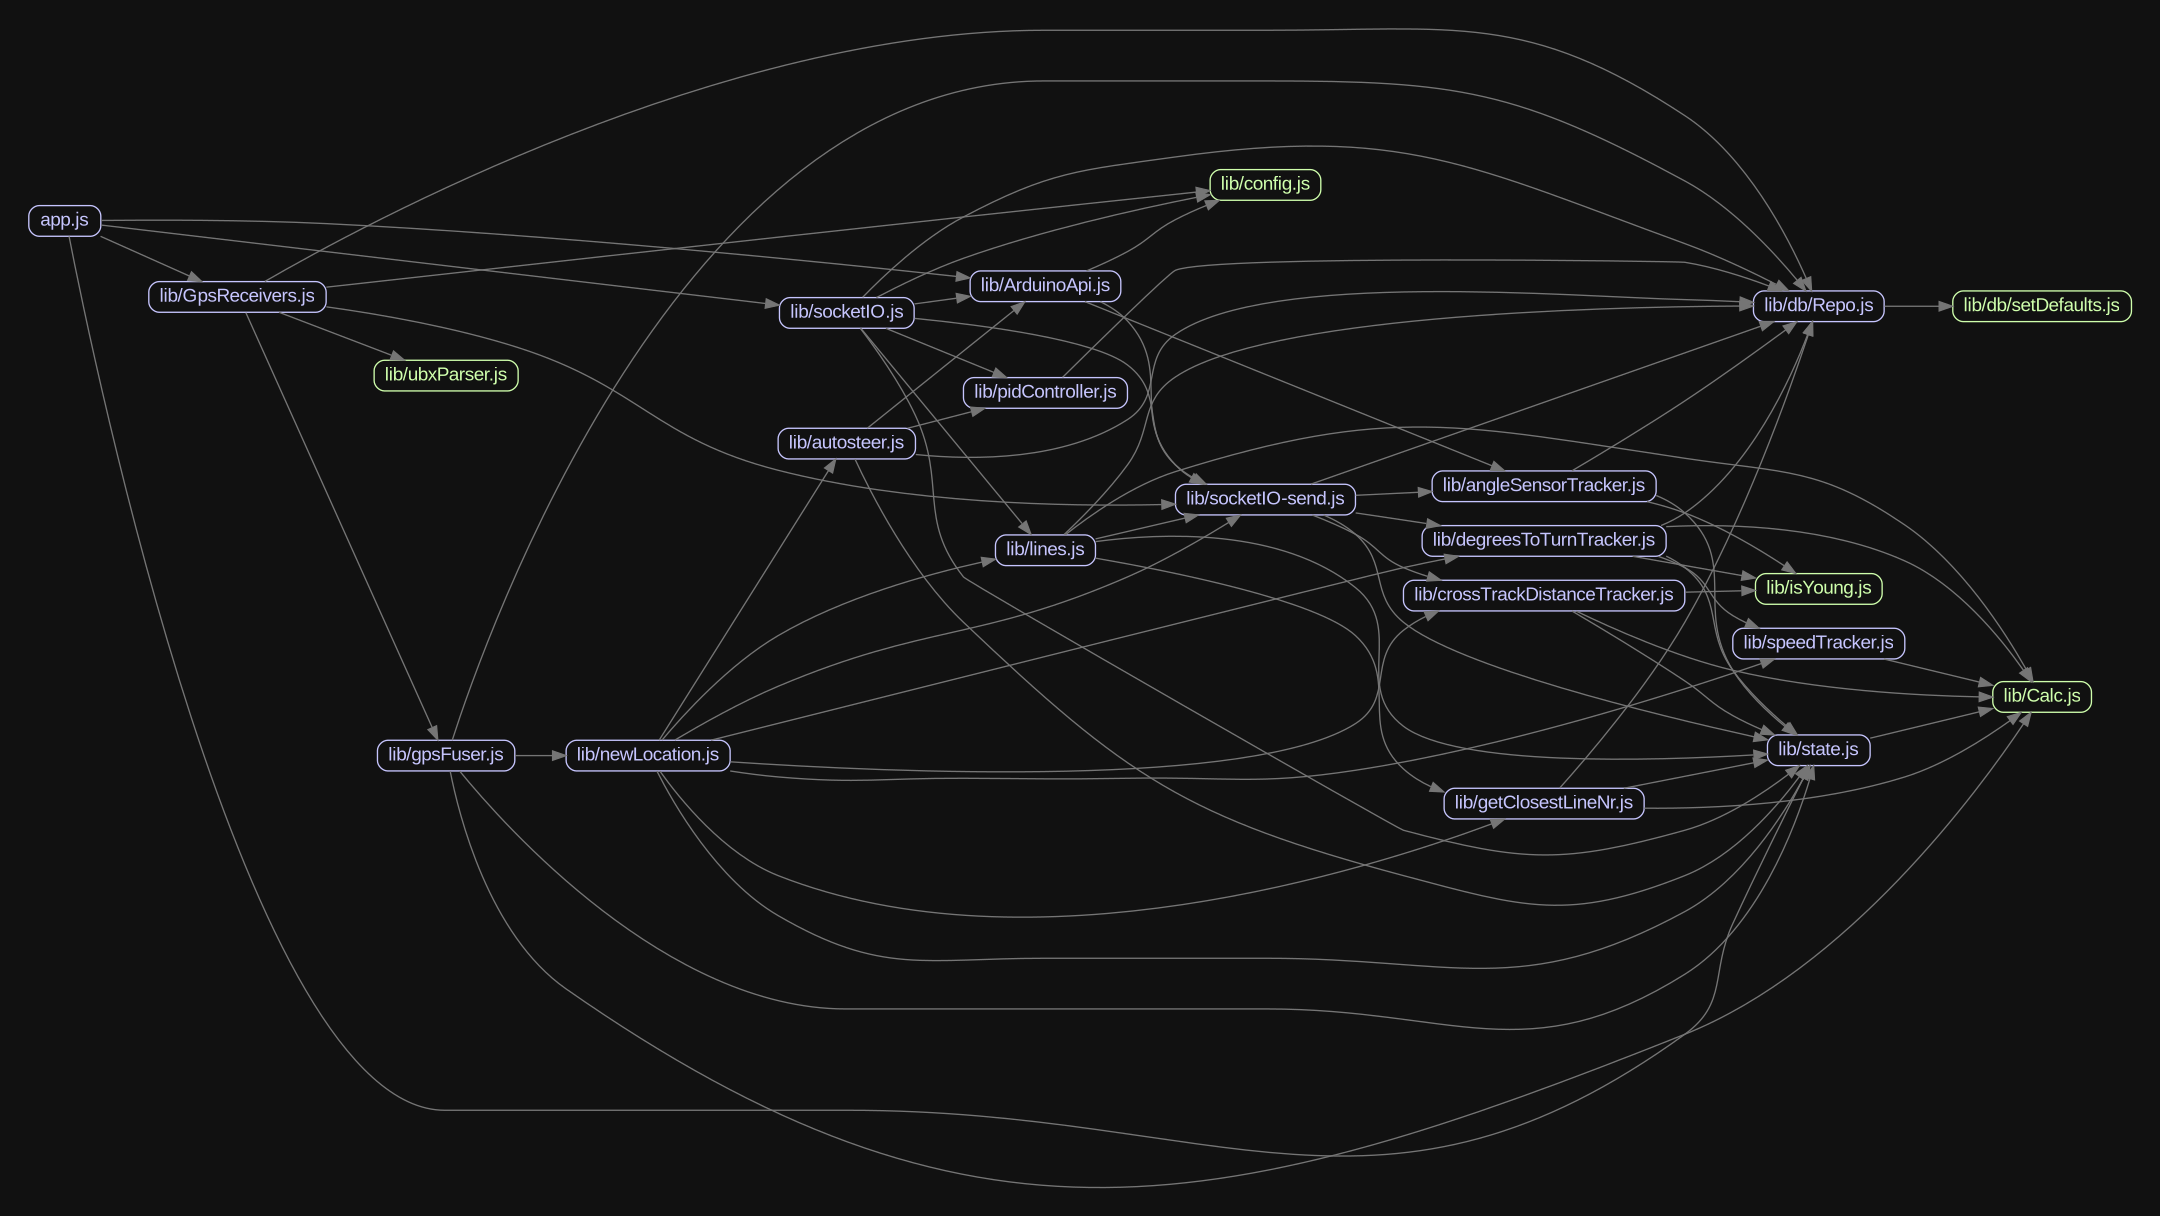 app.js
lib/GpsReceivers.js
lib/ubxParser.js
lib/gpsFuser.js
lib/newLocation.js
lib/socketIO.js
lib/autosteer.js
lib/ArduinoApi.js
lib/pidController.js
lib/lines.js
lib/config.js
lib/socketIO-send.js
lib/angleSensorTracker.js
lib/degreesToTurnTracker.js
lib/crossTrackDistanceTracker.js
lib/getClosestLineNr.js
lib/db/Repo.js
lib/isYoung.js
lib/speedTracker.js
lib/state.js
lib/db/setDefaults.js
lib/Calc.js